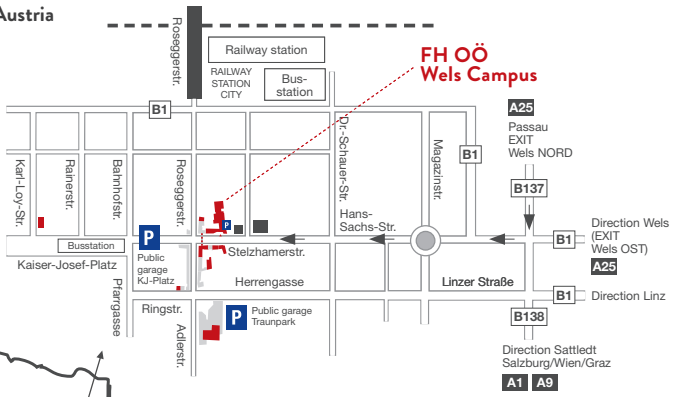 Austria
Roseggerstr.
Railway station
RAILWAY
STATION
CITY
Bus-
station
FH OÖ
Wels Campus
B1
A25
Passau
EXIT
Wels NORD
Karl-Loy-Str.
Rainerstr.
Bahnhofstr.
Roseggerstr.
Dr.-Schauer-Str.
Magazinstr.
B1
B137
P
P
Hans-
Sachs-Str.
Direction Wels
(EXIT
Wels OST)
B1
A25
Busstation
Kaiser-Josef-Platz
Public
garage
KJ-Platz
Stelzhamerstr.
Herrengasse
Linzer Straße
Pfarrgasse
Ringstr.
Adlerstr.
P
Public garage
Traunpark
B1
Direction Linz
B138
Direction Sattledt
Salzburg/Wien/Graz
A1
A9